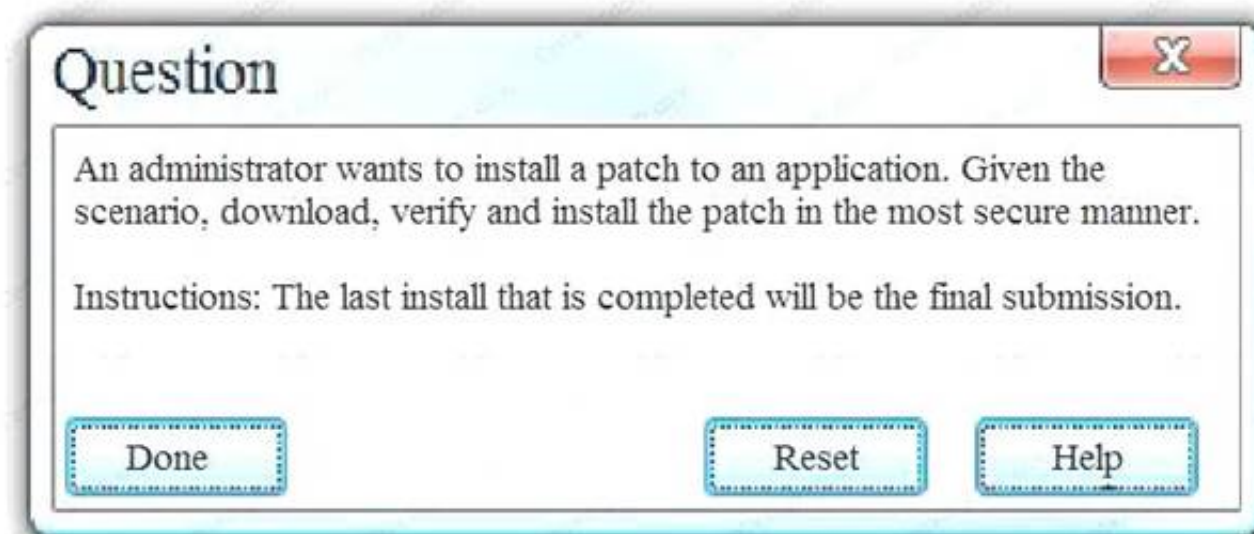 Question
X
An administrator wants to install a patch to an application. Given the
scenario, download, verify and install the patch in the most secure manner.
Instructions: The last install that is completed will be the final submission.
Done
Reset
Help